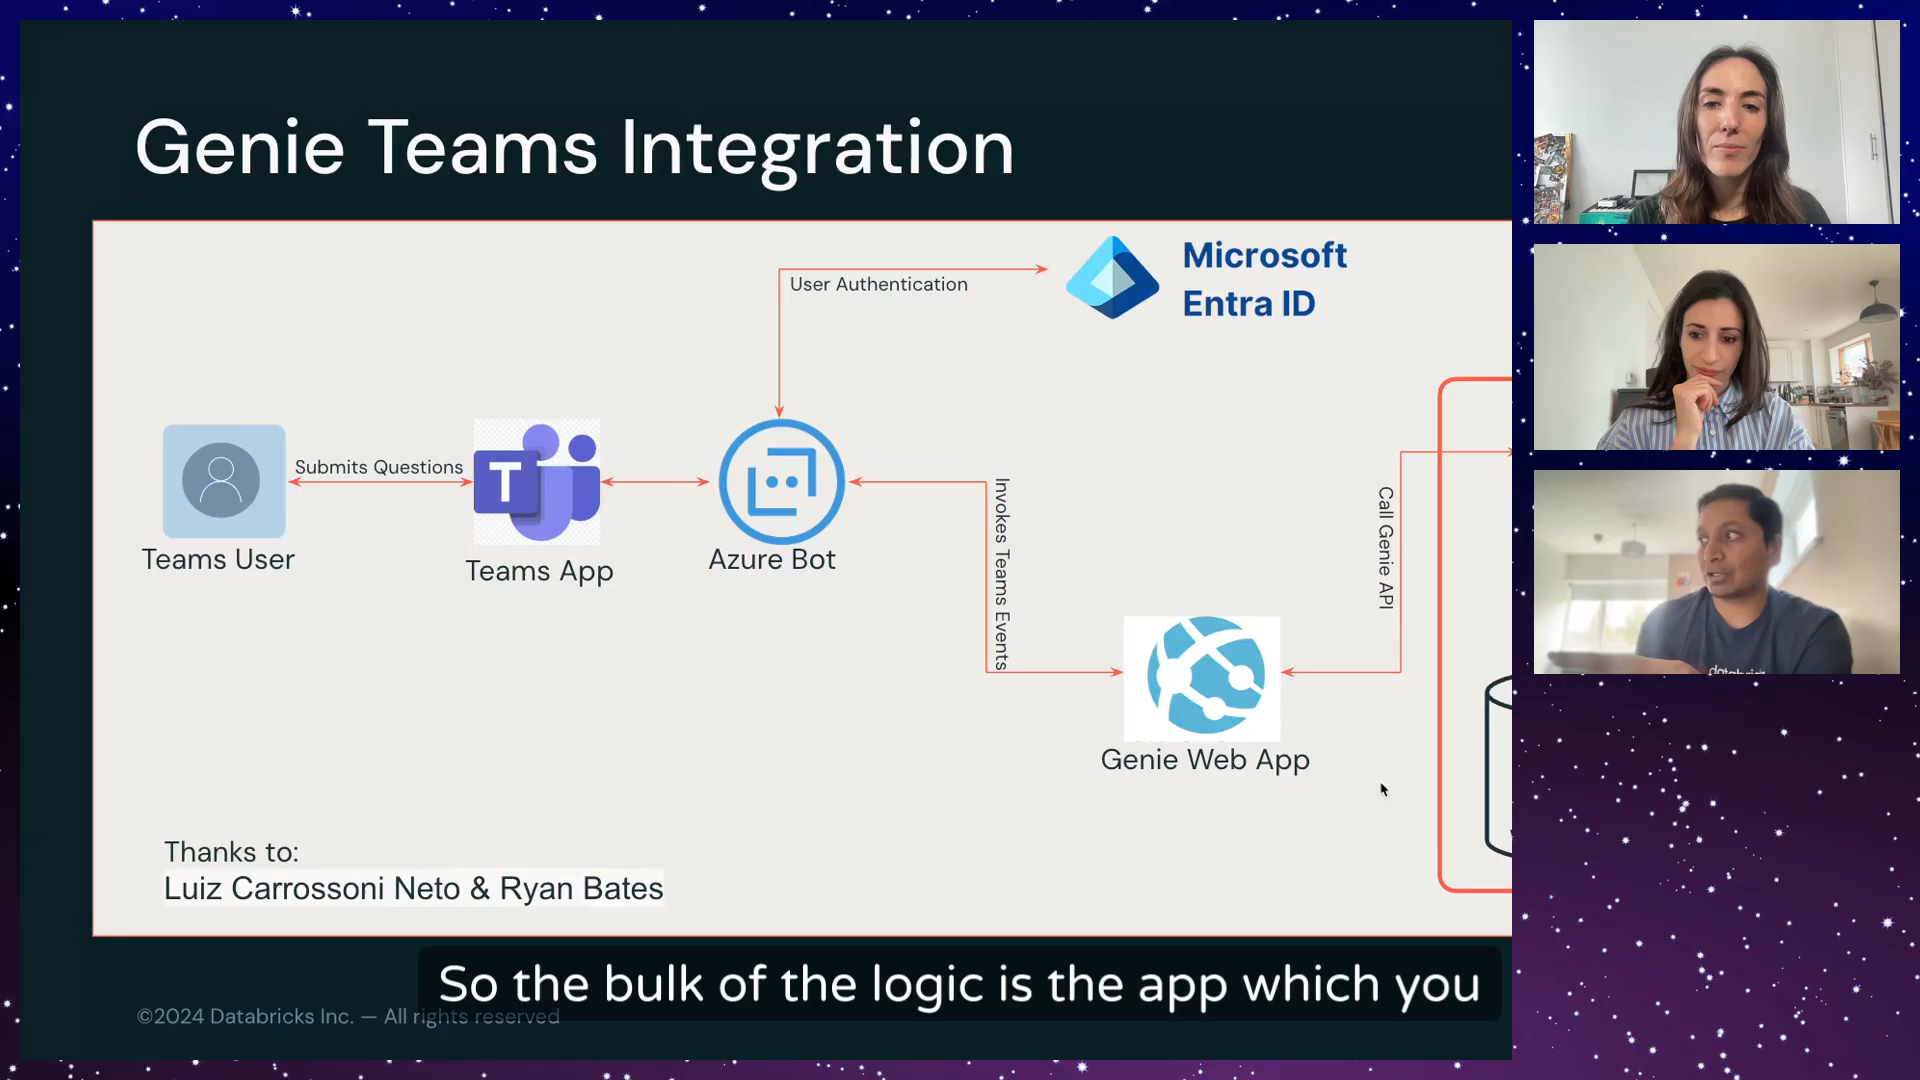 Genie Teams Integration
User Authentication
Microsoft
Entra ID
Submits Questions
T
Teams User
Teams App
Azure Bot
Invokes Teams Events
Call Genie API
Genie Web App
Thanks to:
Luiz Carrossoni Neto & Ryan Bates
So the bulk of the logic is the app which you
©2024 Databricks Inc. — All rights reserved